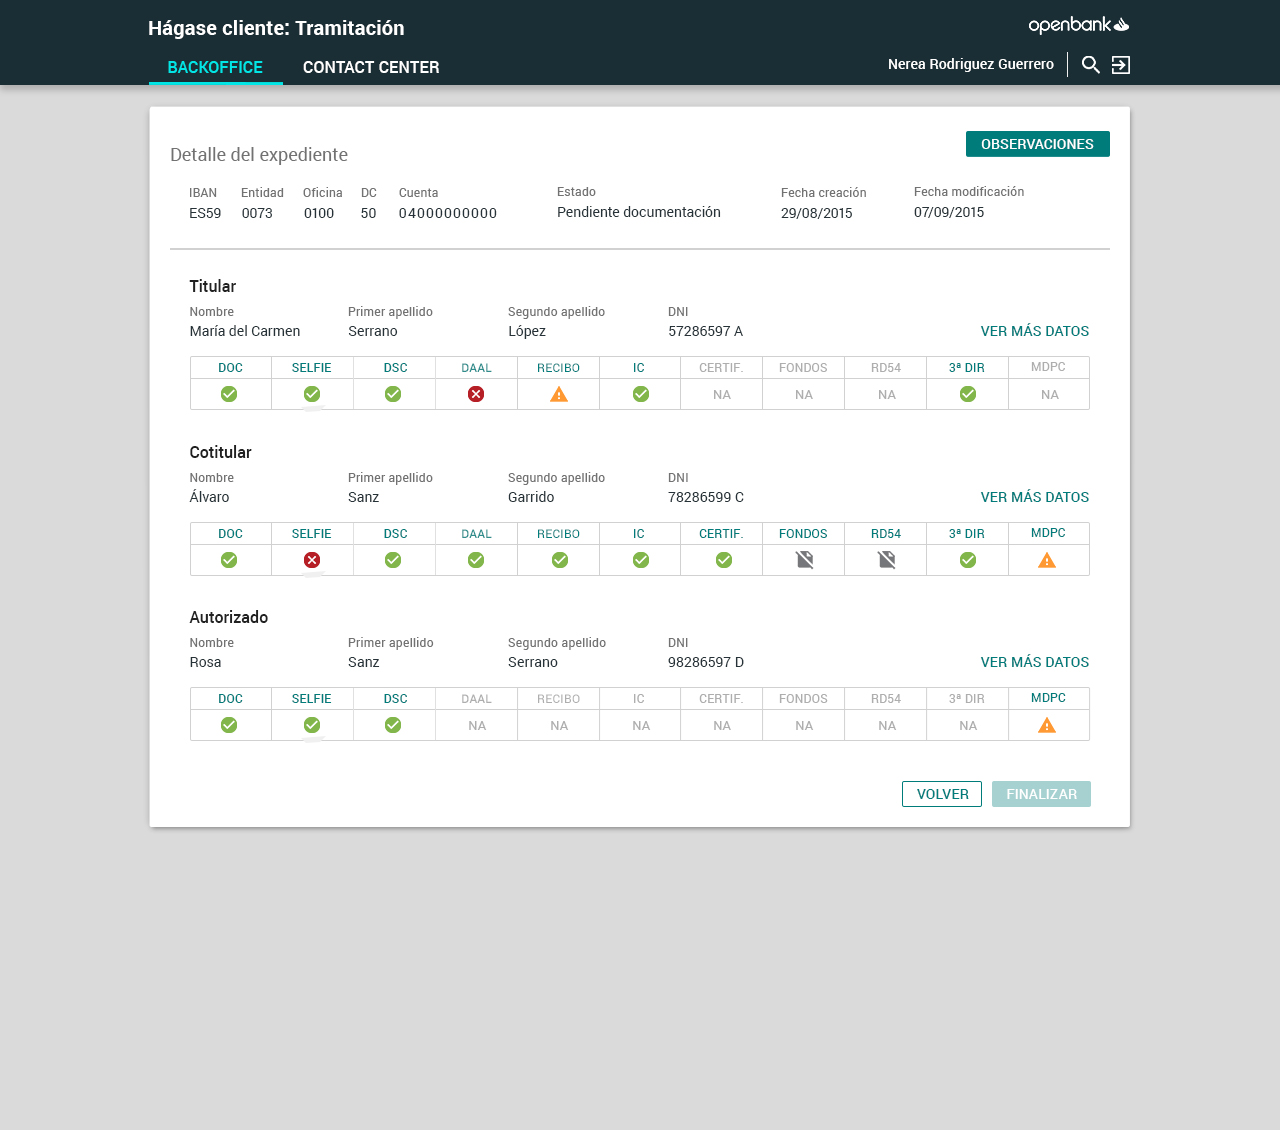 Hágase cliente: Tramitación
openbank
BACKOFFICE CONTACT CENTER
Nerea Rodriguez Guerrero
OBSERVACIONES
Detalle del expediente
IBAN Entidad Oficina DC Cuenta Estado Fecha creación Fecha modificación
ES59 0073 0100 50 04000000000 Pendiente documentación 29/08/2015 07/09/2015
Titular
Nombre Primer apellido Segundo apellido DNI
María del Carmen Serrano López 57286597 A VER MÁS DATOS
DOC SELFIE DSC DAAL RECIBO IC CERTIF. FONDOS RD54 3ª DIR MDPC
NA NA NA NA
Cotitular
Nombre Primer apellido Segundo apellido DNI
Álvaro Sanz Garrido 78286599 C VER MÁS DATOS
DOC SELFIE DSC DAAL RECIBO IC CERTIF. FONDOS RD54 3ª DIR MDPC
Autorizado
Nombre Primer apellido Segundo apellido DNI
Rosa Sanz Serrano 98286597 D VER MÁS DATOS
DOC SELFIE DSC DAAL RECIBO IC CERTIF. FONDOS RD54 3ª DIR MDPC
NA NA NA NA NA NA NA
VOLVER FINALIZAR